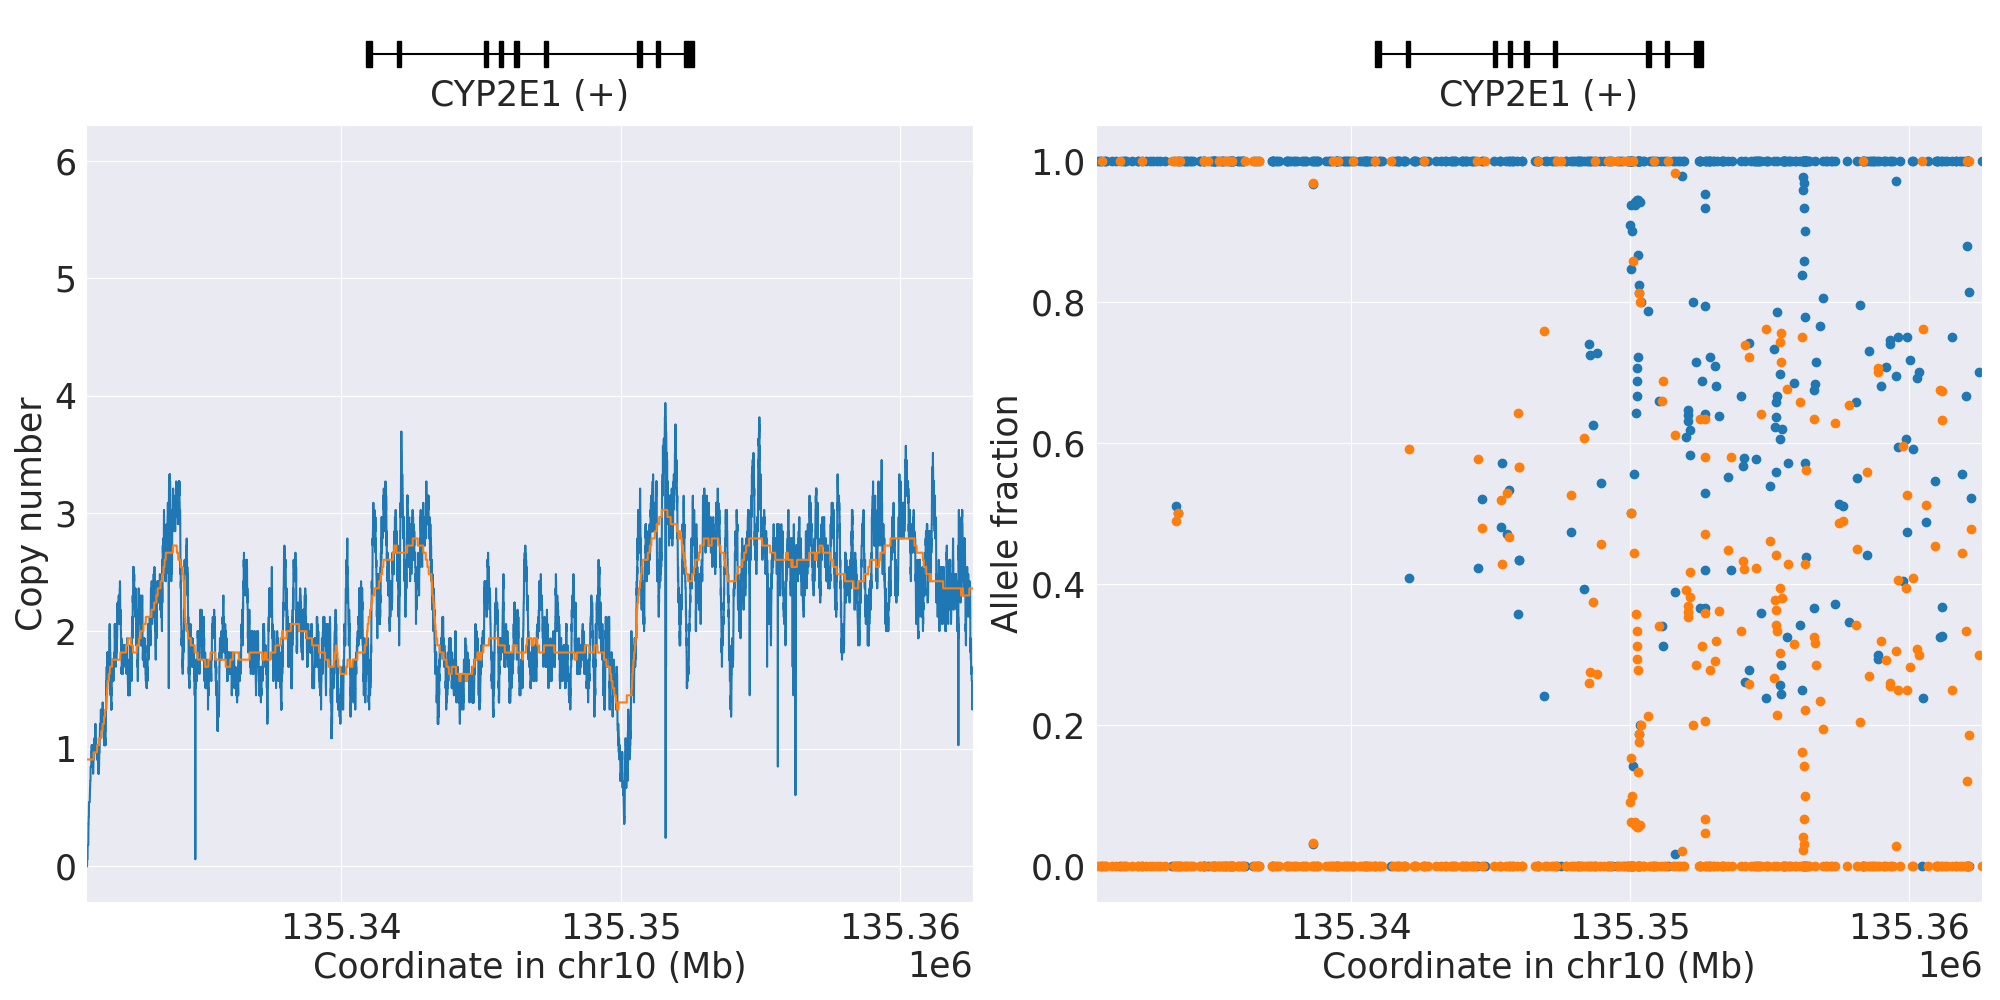 CYP2E1 (+)
6
5
4
3
2
1
0
Copy number
135.34 135.35 135.36
Coordinate in chr10 (Mb)
1e6
CYP2E1 (+)
1.0
0.8
0.6
0.4
0.2
0.0
Allele fraction
135.34 135.35 135.36
Coordinate in chr10 (Mb)
1e6